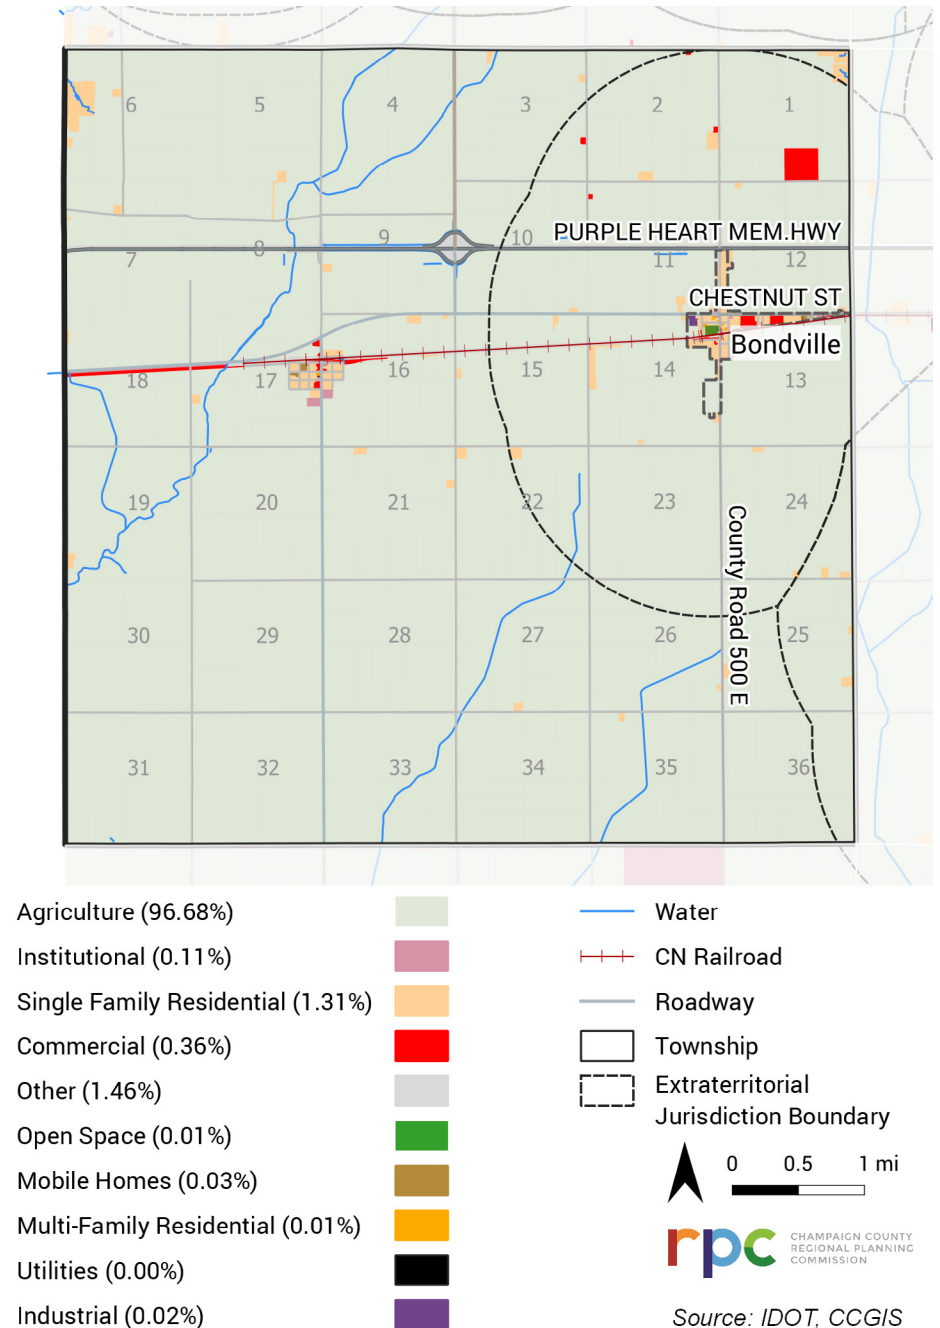 6 5 4 3 2 1
PURPLE HEART MEM.HWY
7 8 9 10 11 12
CHESTNUT ST
Bondville
18 17 16 15 14 13
19 20 21 22 23 24
County Road 500 E
30 29 28 27 26 25
31 32 33 34 35 36
Agriculture (96.68%)
Institutional (0.11%)
Single Family Residential (1.31%)
Commercial (0.36%)
Other (1.46%)
Open Space (0.01%)
Mobile Homes (0.03%)
Multi-Family Residential (0.01%)
Utilities (0.00%)
Industrial (0.02%)
Water
CN Railroad
Roadway
Township
Extraterritorial
Jurisdiction Boundary
0 0.5 1 mi
rpc
CHAMPAIGN COUNTY
REGIONAL PLANNING
COMMISSION
Source: IDOT, CCGIS